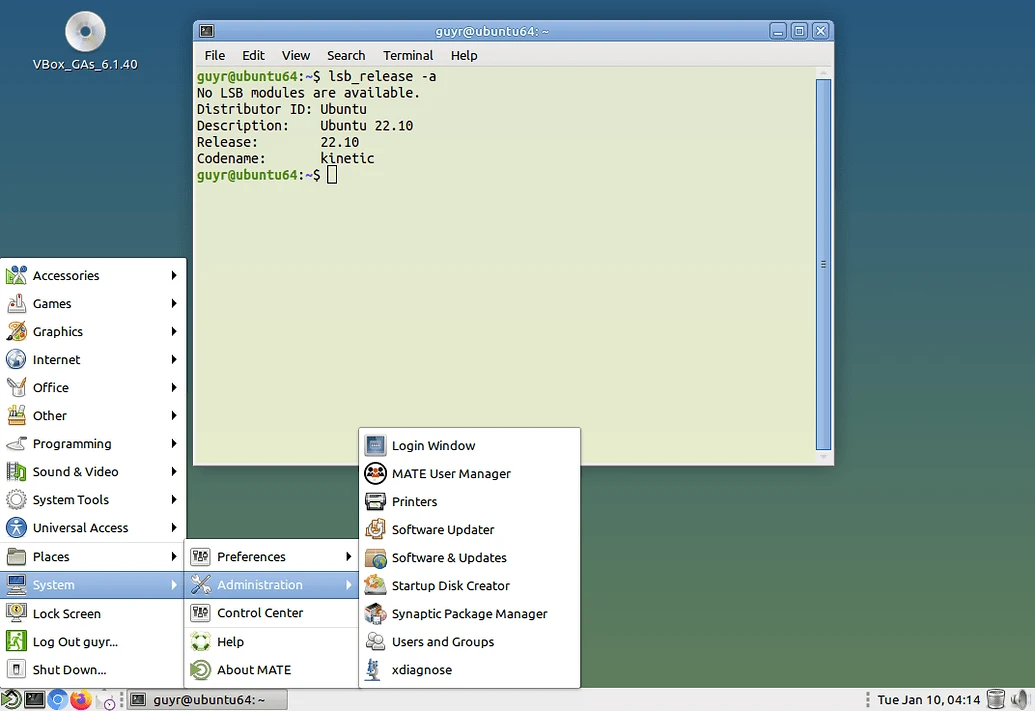 VBox_GAs_6.1.40
guyr@ubuntu64: ~
File Edit View Search Terminal Help
guyr@ubuntu64:~$ lsb_release -a
No LSB modules are available.
Distributor ID: Ubuntu
Description: Ubuntu 22.10
Release: 22.10
Codename: kinetic
guyr@ubuntu64:~$
Accessories
Games
Graphics
Internet
Office
Other
Programming
Sound & Video
System Tools
Universal Access
Places
System
Lock Screen
Log Out guyr...
Shut Down...
Preferences
Administration
Control Center
Help
About MATE
Login Window
MATE User Manager
Printers
Software Updater
Software & Updates
Startup Disk Creator
Synaptic Package Manager
Users and Groups
xdiagnose
guyr@ubuntu64: ~
Tue Jan 10, 04:14